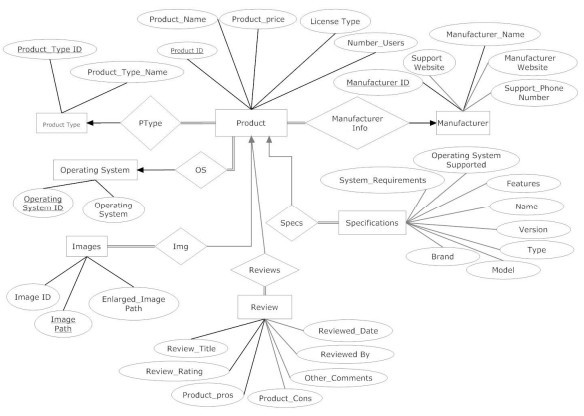 Product_Name
Product_price
License Type
Product_Type ID
Product ID
Number_Users
Manufacturer_Name
Support
Website
Manufacturer
Website
Product_Type_Name
Manufacturer ID
Support_Phone
Number
Product Type
PType
Product
Manufacturer
Info
Manufacturer
Operating System
OS
Operating System
Supported
System_Requirements
Features
Operating
System ID
Operating
System
Name
Specs
Specifications
Version
Images
Img
Type
Brand
Model
Reviews
Image ID
Enlarged_Image
Path
Image
Path
Review
Reviewed_Date
Review_Title
Reviewed By
Review_Rating
Other_Comments
Product_pros
Product_Cons